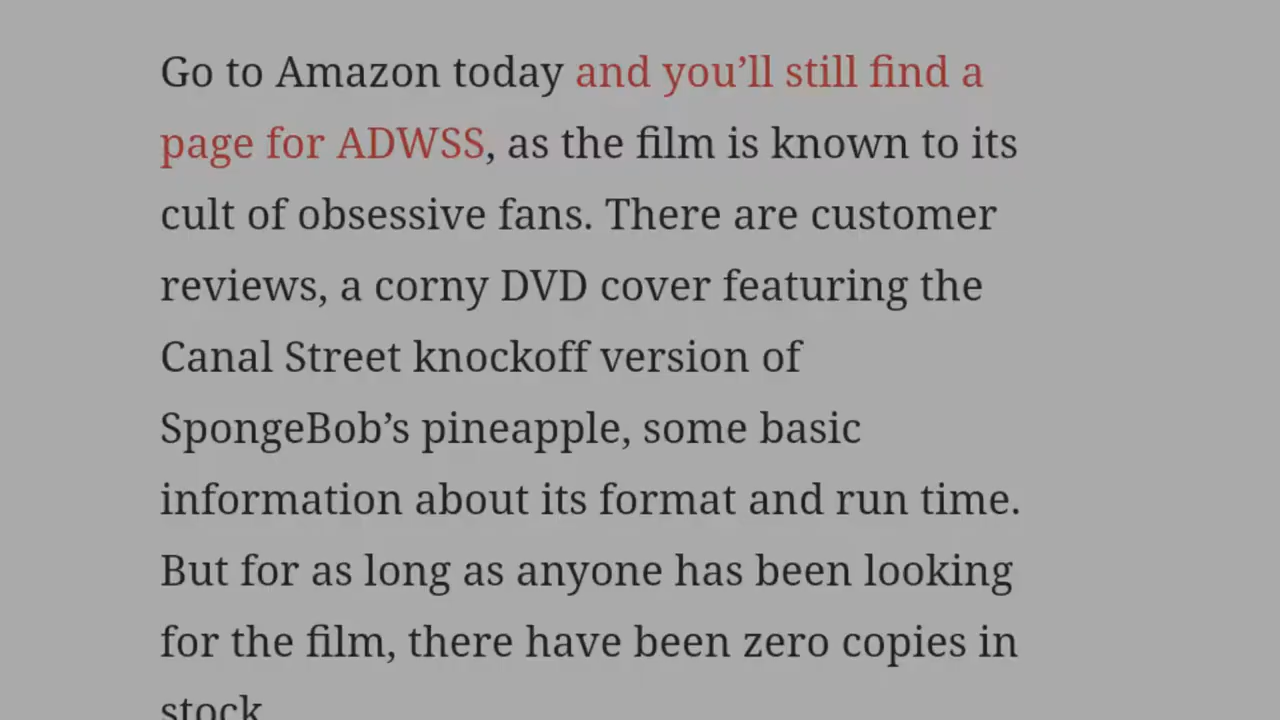 Go to Amazon today and you’ll still find a
page for ADWSS, as the film is known to its
cult of obsessive fans. There are customer
reviews, a corny DVD cover featuring the
Canal Street knockoff version of
SpongeBob’s pineapple, some basic
information about its format and run time.
But for as long as anyone has been looking
for the film, there have been zero copies in
stock